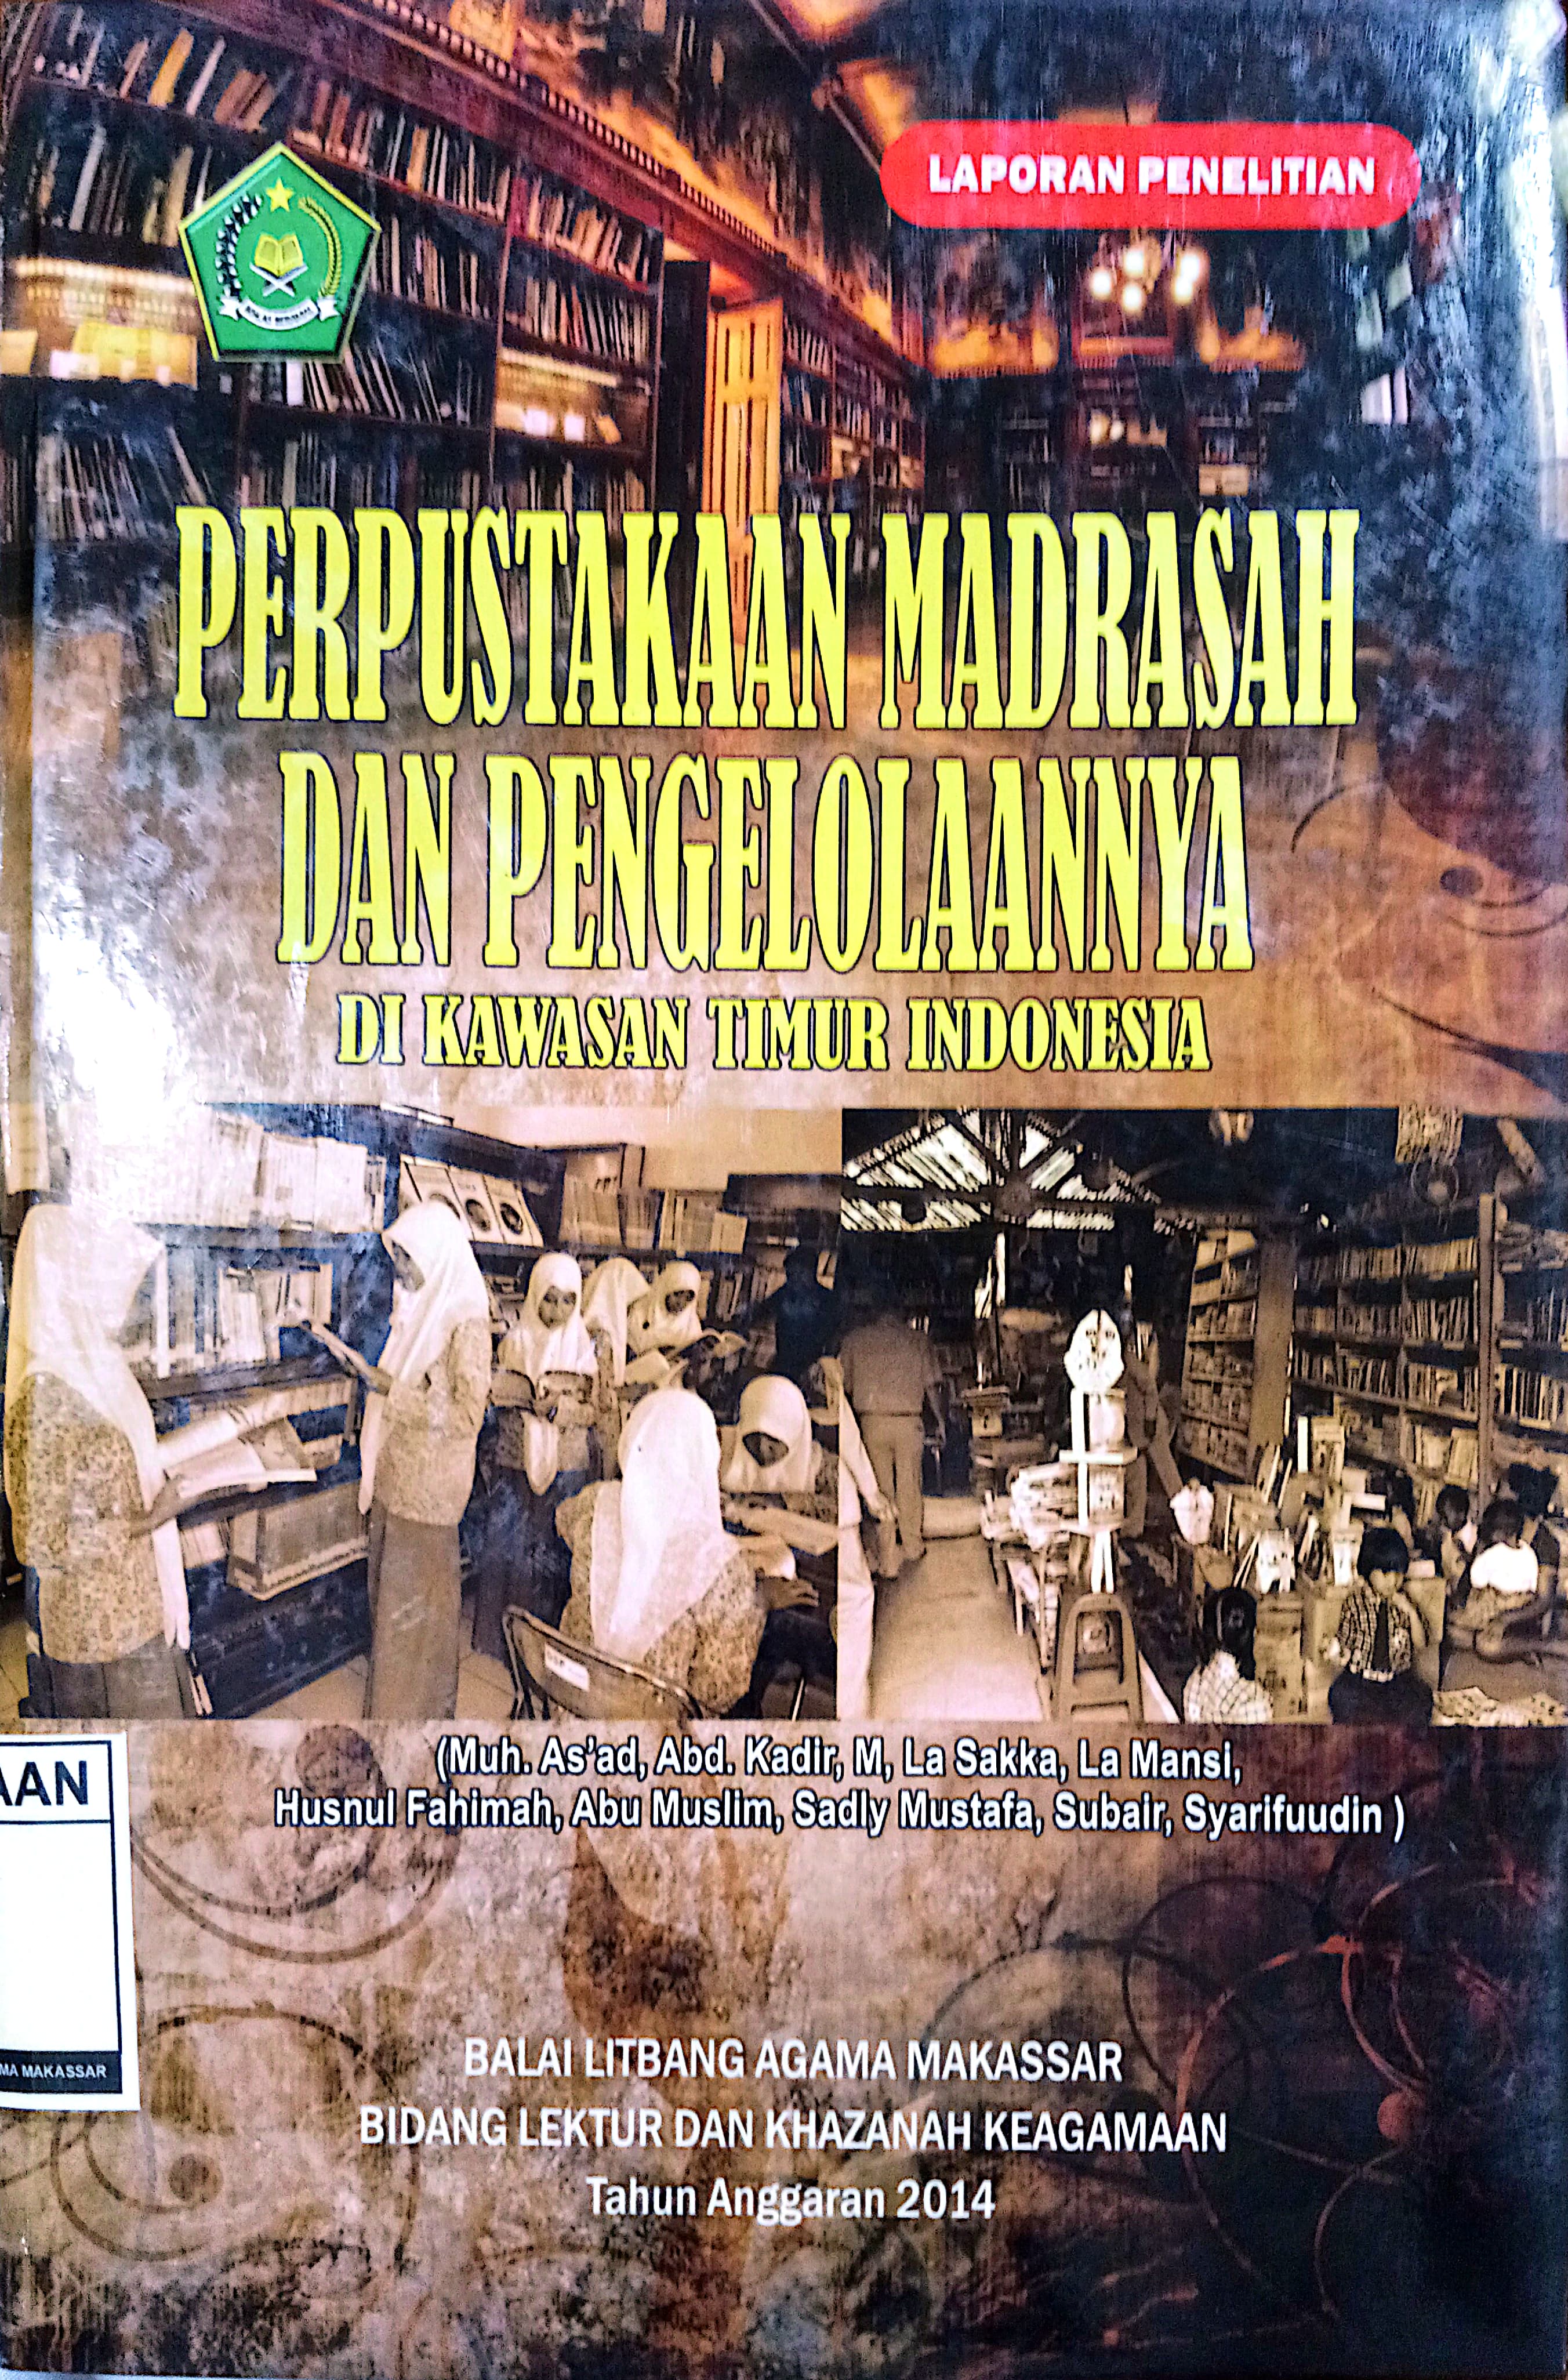 LAPORAN PENELITIAN
PERPUSTAKAAN MADRASAH
DAN PENGELOLAANNYA
DI KAWASAN TIMUR INDONESIA
(Muh. As'ad, Abd. Kadir, M, La Sakka, La Mansi,
Husnul Fahimah, Abu Muslim, Sadly Mustafa, Subair, Syarifuudin )
AAN
MA MAKASSAR
BALAI LITBANG AGAMA MAKASSAR
BIDANG LEKTUR DAN KHAZANAH KEAGAMAAN
Tahun Anggaran 2014